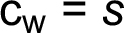 c_w = s